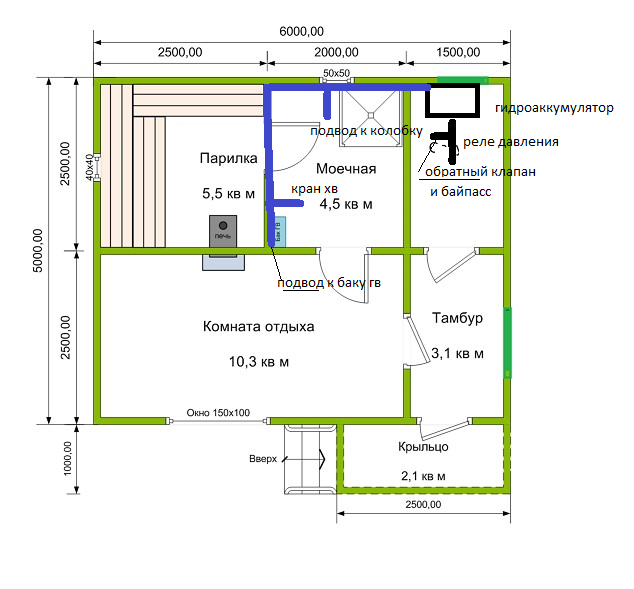 6000,00
2500,00
2000,00
1500,00
50x50
гидроаккумулятор
подвод к колобку
реле давления
Парилка
Моечная
обратный клапан
и байпасс
2500,00
40x40
5,5 кв м
кран хв
4,5 кв м
печь
Бак ГВ
5000,00
подвод к баку гв
Комната отдыха
Тамбур
2500,00
10,3 кв м
3,1 кв м
Окно 150x100
Крыльцо
1000,00
Вверх
2,1 кв м
2500,00